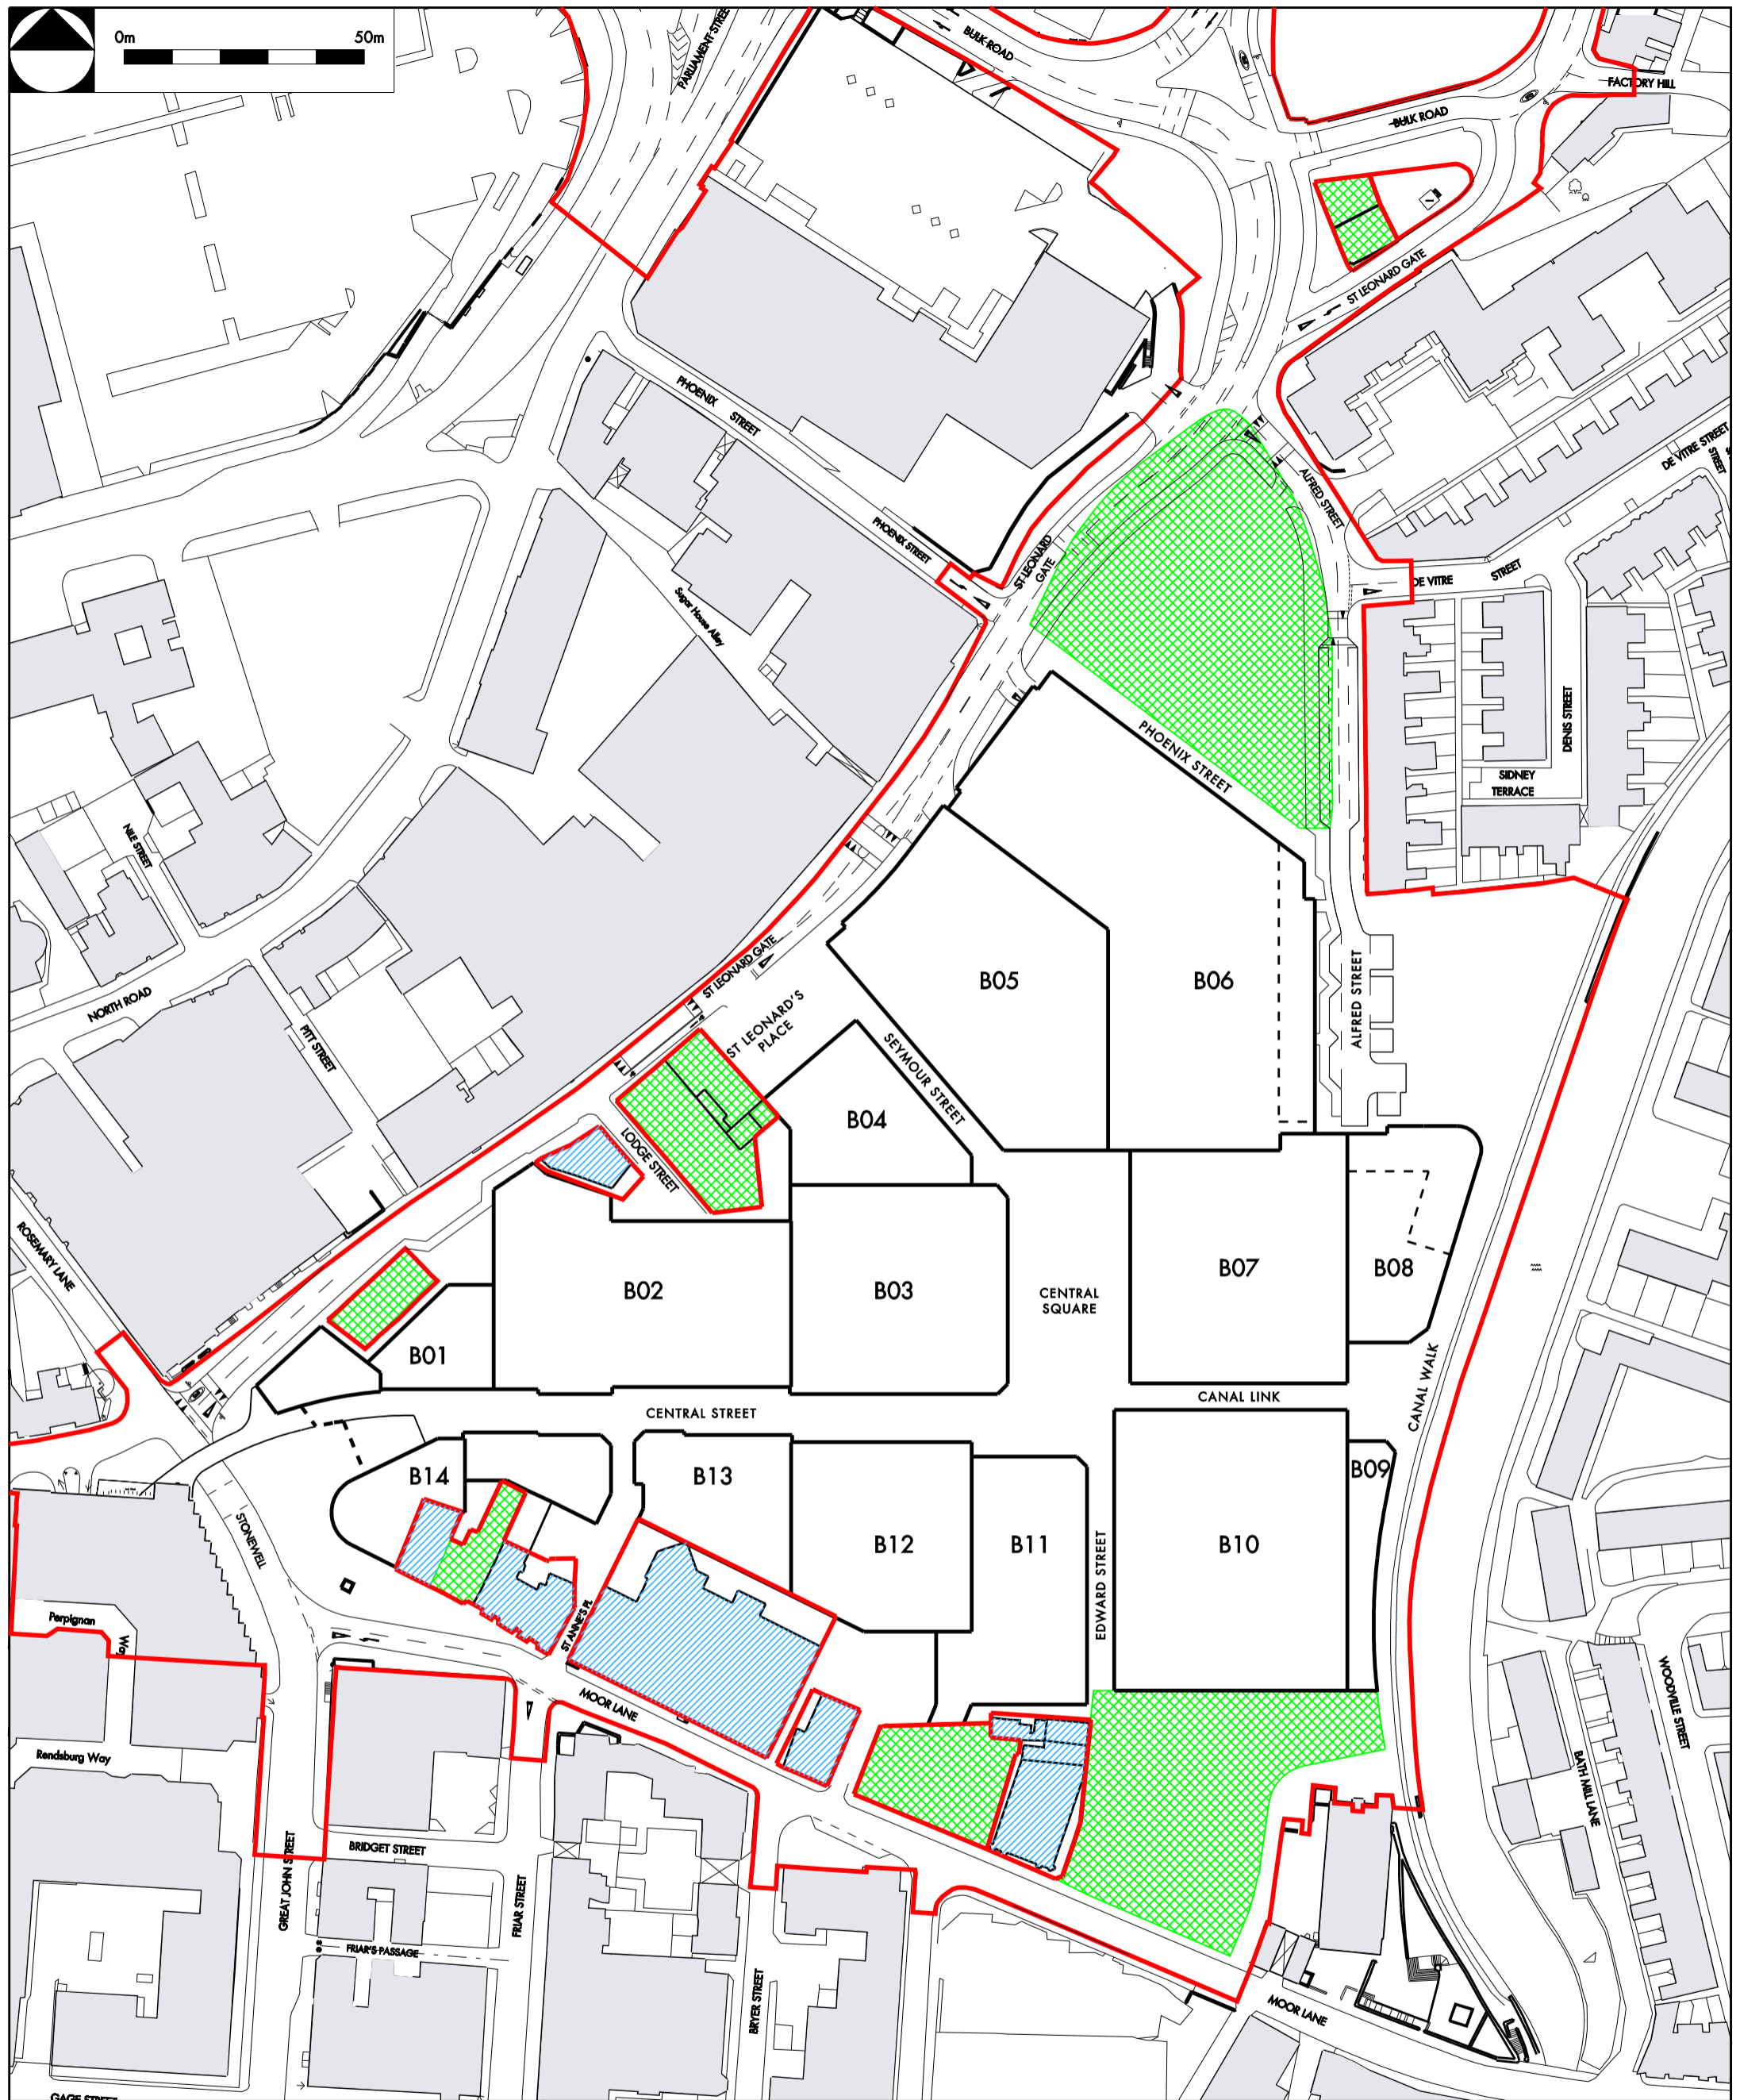 0m 50m
PARLIAMENT STREET
BULK ROAD
BULK ROAD
FACTORY HILL
ST LEONARD GATE
PHOENIX STREET
ALFRED STREET
DE VITRE STREET
STREET
PHOENIX STREET
ST LEONARD
GATE
DE VITRE STREET
Sugar House Alley
DENIS STREET
SIDNEY
TERRACE
PHOENIX STREET
NILE STREET
NORTH ROAD
PITT STREET
ST LEONARD GATE
ST LEONARD'S
PLACE
B05
B06
ALFRED STREET
SEYMOUR STREET
B04
LODGE STREET
ROSEMARY LANE
B02
B03
CENTRAL
SQUARE
B07
B08
B01
CANAL WALK
CENTRAL STREET
CANAL LINK
B14
B13
B09
B12
B11
B10
STONEWELL
EDWARD STREET
ST ANNE'S PL
Perpignan
Way
MOOR LANE
WOODVILLE STREET
Rendsburg Way
BATH MILL LANE
BRIDGET STREET
GREAT JOHN STREET
FRIAR STREET
FRIAR'S PASSAGE
BRYER STREET
MOOR LANE
GAGE STREET